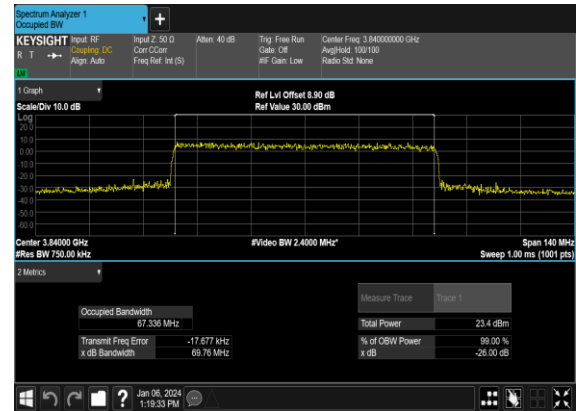 Spectrum Analyzer 1
Occupied BW
+
KEYSIGHT Input: RF Input Z: 50 Ω Atten: 40 dB Trig: Free Run Center Freq: 3.840000000 GHz
R T Coupling: DC Corr CCorr Gate: Off Avg|Hold: 100/100
Align: Auto Freq Ref: Int (S) #IF Gain: Low Radio Std: None
1 Graph
Ref Lvl Offset 8.90 dB
Scale/Div 10.0 dB Ref Value 30.00 dBm
Log
20.0
10.0
0.00
-10.0
-20.0
-30.0
-40.0
-50.0
-60.0
Center 3.84000 GHz #Video BW 2.4000 MHz* Span 140 MHz
#Res BW 750.00 kHz Sweep 1.00 ms (1001 pts)
2 Metrics
Measure Trace Trace 1
Occupied Bandwidth
67.336 MHz Total Power 23.4 dBm
Transmit Freq Error -17.677 kHz % of OBW Power 99.00 %
x dB Bandwidth 69.76 MHz x dB -26.00 dB
? Jan 06, 2024
1:19:33 PM